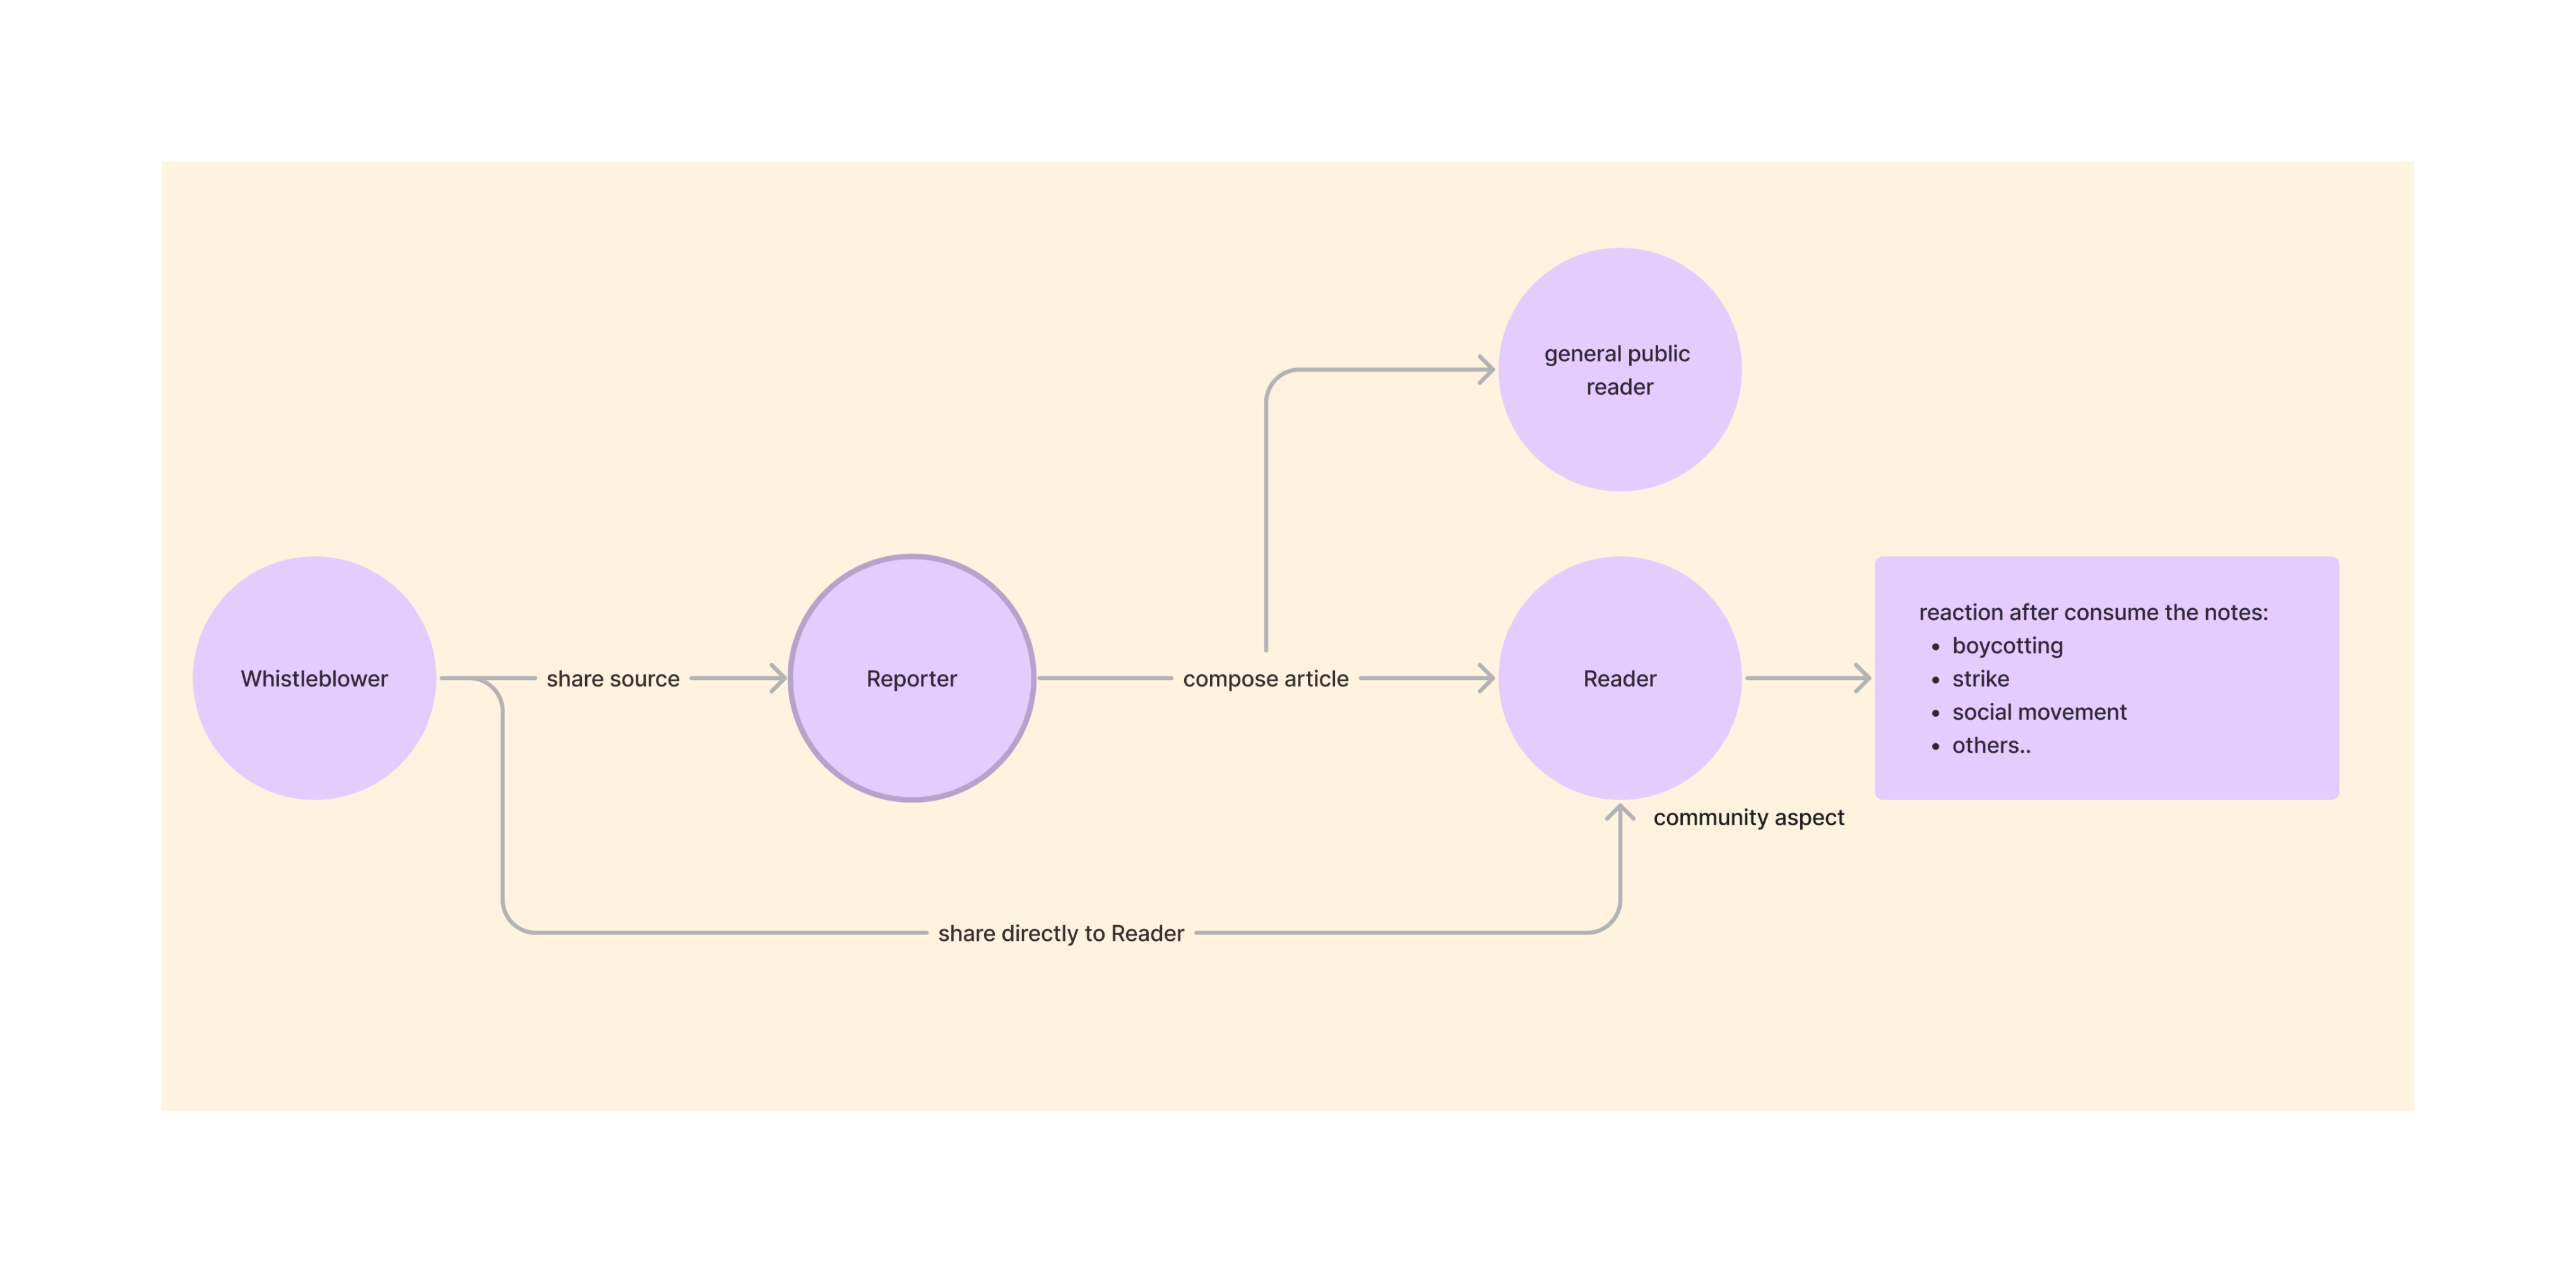 general public
reader
Whistleblower
share source
Reporter
compose article
Reader
reaction after consume the notes:
• boycotting
• strike
• social movement
• others..
community aspect
share directly to Reader